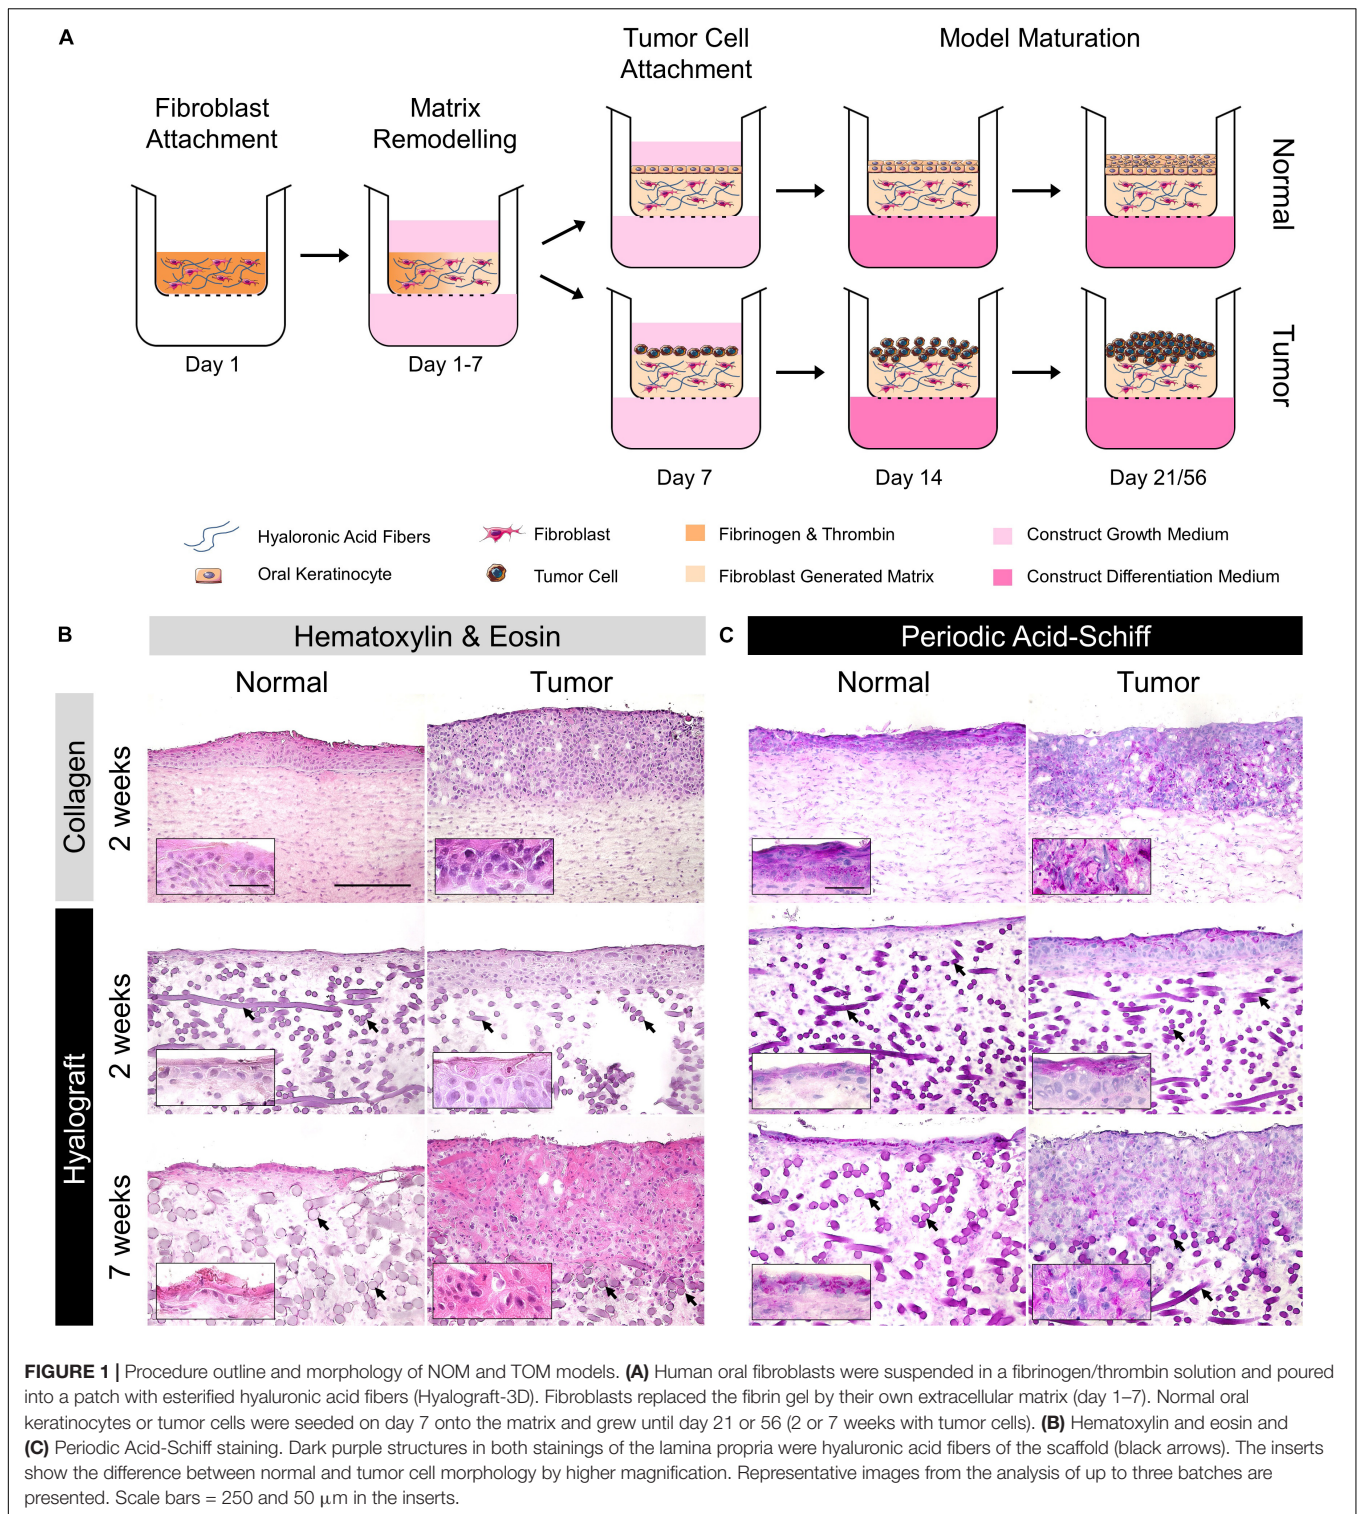 A
Tumor Cell
Attachment
Model Maturation
Fibroblast
Attachment
Matrix
Remodelling
Normal
Tumor
Day 1
Day 1-7
Day 7
Day 14
Day 21/56
Hyaloronic Acid Fibers
Fibroblast
Fibrinogen & Thrombin
Construct Growth Medium
Oral Keratinocyte
Tumor Cell
Fibroblast Generated Matrix
Construct Differentiation Medium
B
Hematoxylin & Eosin
C
Periodic Acid-Schiff
Normal
Tumor
Normal
Tumor
Collagen
2 weeks
Hyalograft
2 weeks
7 weeks
FIGURE 1 | Procedure outline and morphology of NOM and TOM models. (A) Human oral fibroblasts were suspended in a fibrinogen/thrombin solution and poured
into a patch with esterified hyaluronic acid fibers (Hyalograft-3D). Fibroblasts replaced the fibrin gel by their own extracellular matrix (day 1–7). Normal oral
keratinocytes or tumor cells were seeded on day 7 onto the matrix and grew until day 21 or 56 (2 or 7 weeks with tumor cells). (B) Hematoxylin and eosin and
(C) Periodic Acid-Schiff staining. Dark purple structures in both stainings of the lamina propria were hyaluronic acid fibers of the scaffold (black arrows). The inserts
show the difference between normal and tumor cell morphology by higher magnification. Representative images from the analysis of up to three batches are
presented. Scale bars = 250 and 50 μm in the inserts.